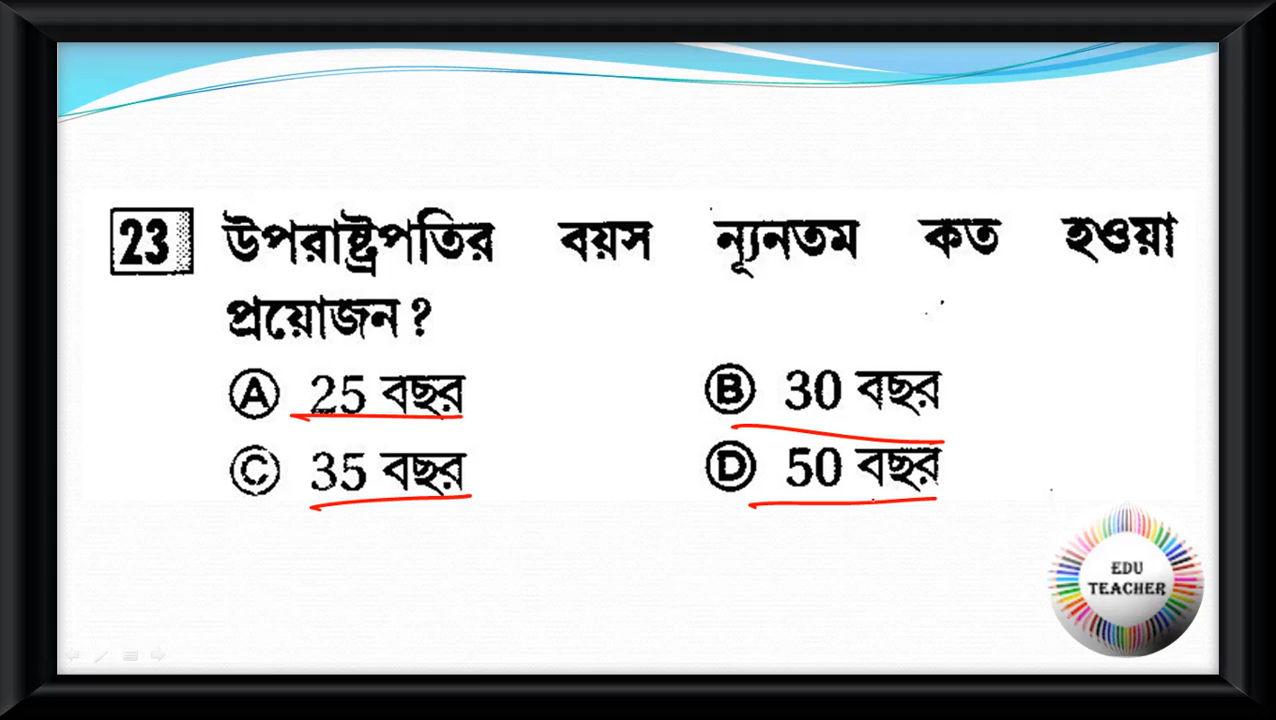 23 উপরাষ্ট্রপতির বয়স ন্যূনতম কত হওয়া
প্রয়োজন?
A 25 বছর B 30 বছর
C 35 বছর D 50 বছর
EDU
TEACHER